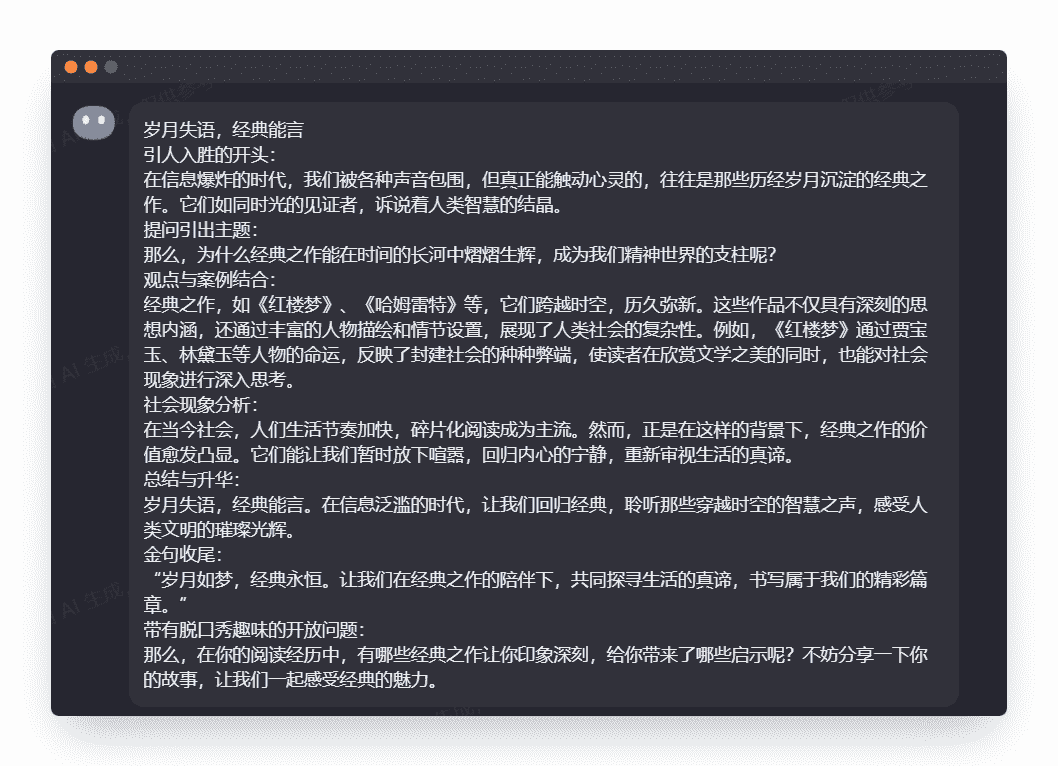 岁月失语，经典能言
引人入胜的开头：
在信息爆炸的时代，我们被各种声音包围，但真正能触动心灵的，往往是那些历经岁月沉淀的经典之
作。它们如同时光的见证者，诉说着人类智慧的结晶。
提问引出主题：
那么，为什么经典之作能在时间的长河中熠熠生辉，成为我们精神世界的支柱呢？
观点与案例结合：
经典之作，如《红楼梦》、《哈姆雷特》等，它们跨越时空，历久弥新。这些作品不仅具有深刻的思
想内涵，还通过丰富的人物描绘和情节设置，展现了人类社会的复杂性。例如，《红楼梦》通过贾宝
玉、林黛玉等人物的命运，反映了封建社会的种种弊端，使读者在欣赏文学之美的同时，也能对社会
现象进行深入思考。
社会现象分析：
在当今社会，人们生活节奏加快，碎片化阅读成为主流。然而，正是在这样的背景下，经典之作的价
值愈发凸显。它们能让我们暂时放下喧嚣，回归内心的宁静，重新审视生活的真谛。
总结与升华：
岁月失语，经典能言。在信息泛滥的时代，让我们回归经典，聆听那些穿越时空的智慧之声，感受人
类文明的璀璨光辉。
金句收尾：
“岁月如梦，经典永恒。让我们在经典之作的陪伴下，共同探寻生活的真谛，书写属于我们的精彩篇
章。”
带有脱口秀趣味的开放问题：
那么，在你的阅读经历中，有哪些经典之作让你印象深刻，给你带来了哪些启示呢？不妨分享一下你
的故事，让我们一起感受经典的魅力。